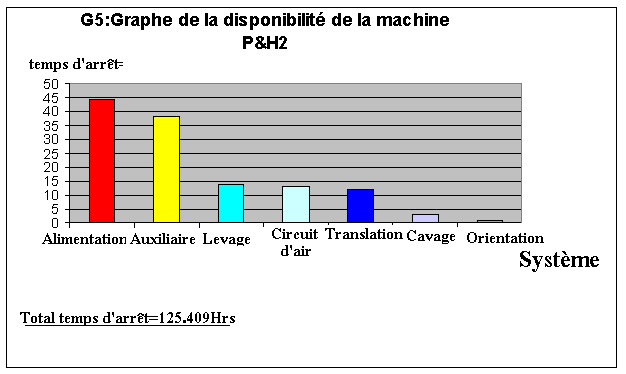 G5:Graphe de la disponibilité de la machine
P&H2
temps d'arrêt=
50
45
40
35
30
25
20
15
10
5
0
Alimentation Auxiliaire Levage Circuit d'air Translation Cavage Orientation
Système
Total temps d'arrêt=125.409Hrs